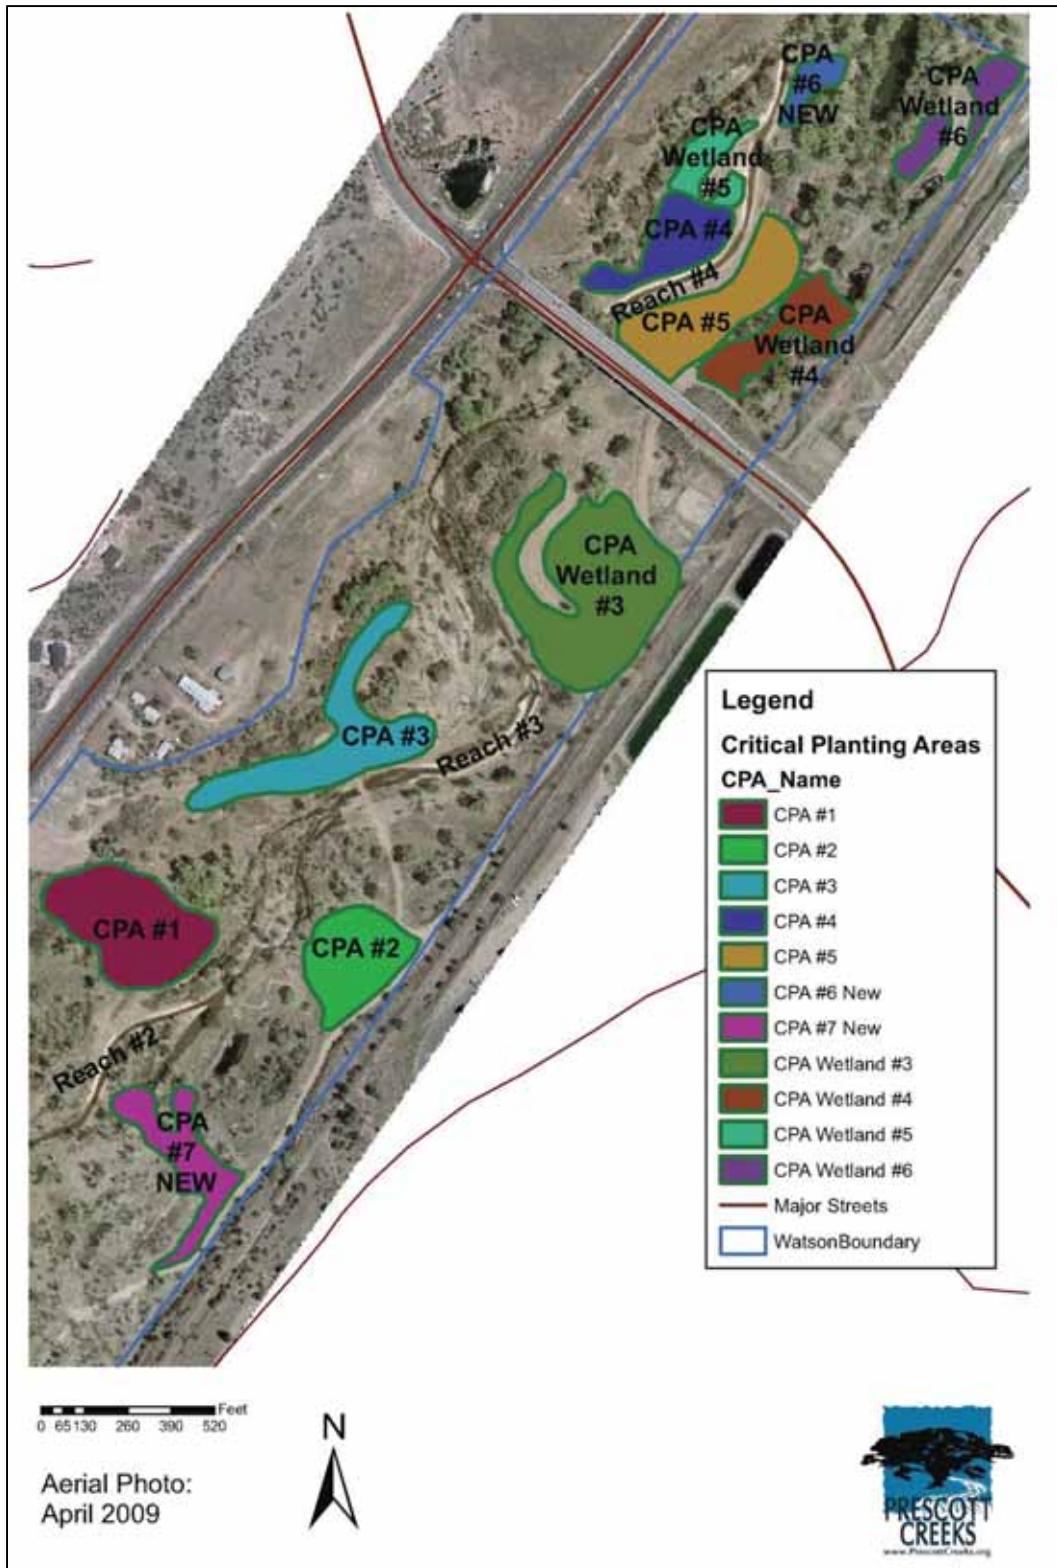 CPA
#6
NEW
CPA
Wetland
#6
CPA
Wetland
#5
CPA #4
Reach #4
CPA #5
CPA
Wetland
#4
CPA
Wetland
#3
CPA #3
Reach #3
CPA #1
CPA #2
Reach #2
CPA
#7
NEW
Legend
Critical Planting Areas
CPA_Name
CPA #1
CPA #2
CPA #3
CPA #4
CPA #5
CPA #6 New
CPA #7 New
CPA Wetland #3
CPA Wetland #4
CPA Wetland #5
CPA Wetland #6
Major Streets
WatsonBoundary
Feet
0 65 130 260 390 520
Aerial Photo:
April 2009
N
PRESCOTT
CREEKS
www.PrescottCreeks.org